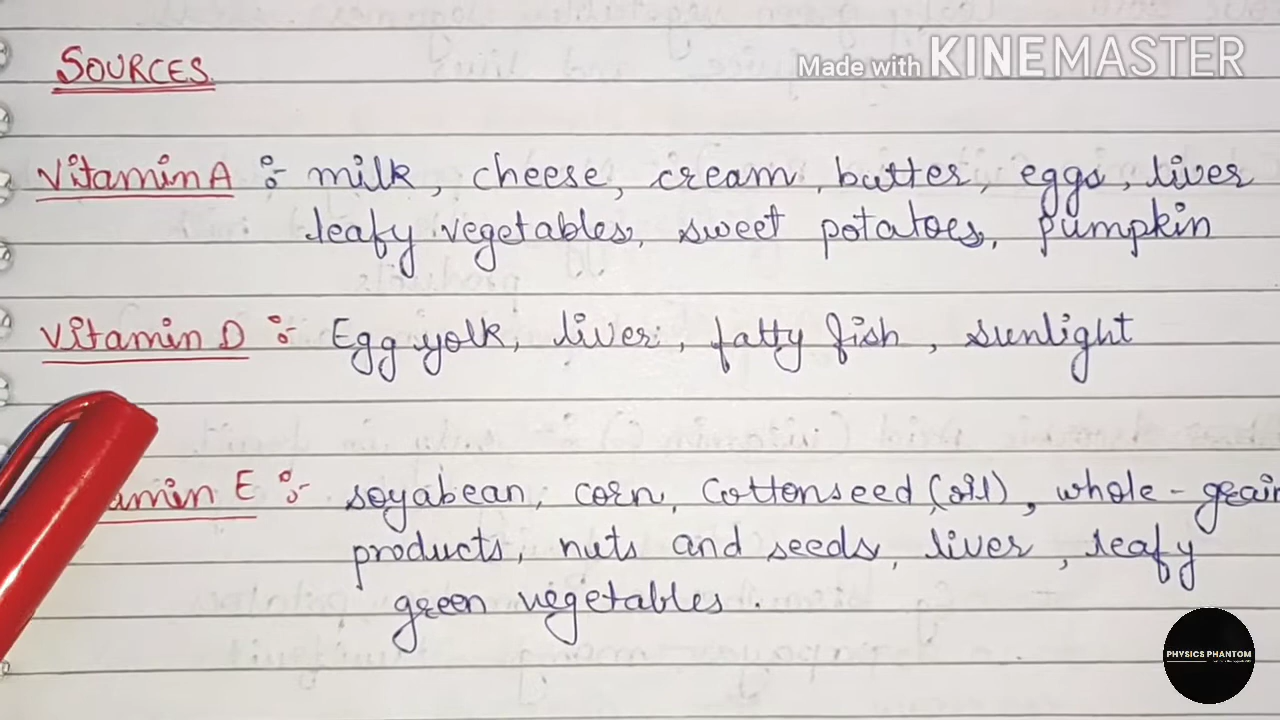 SOURCES
Made with KINEMASTER
Vitamin A :- milk, cheese, cream, butter, eggs, liver
leafy vegetables, sweet potatoes, pumpkin
Vitamin D :- Egg yolk, liver, fatty fish, sunlight
amin E :- soyabean, corn, cottonseed (oil), whole-grain
products, nuts and seeds, liver, leafy
green vegetables.
PHYSICS PHANTOM